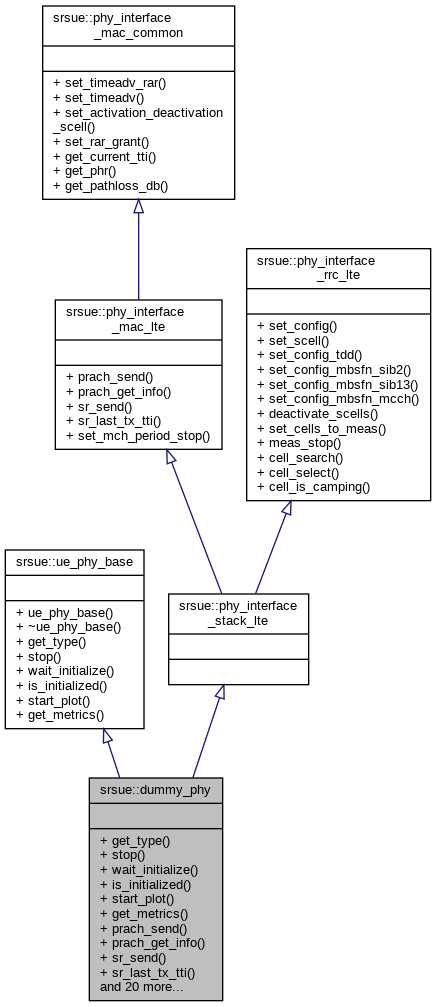 srsue::phy_interface
_mac_common
+ set_timeadv_rar()
+ set_timeadv()
+ set_activation_deactivation
_scell()
+ set_rar_grant()
+ get_current_tti()
+ get_phr()
+ get_pathloss_db()
srsue::phy_interface
_rrc_lte
+ set_config()
+ set_scell()
+ set_config_tdd()
+ set_config_mbsfn_sib2()
+ set_config_mbsfn_sib13()
+ set_config_mbsfn_mcch()
+ deactivate_scells()
+ set_cells_to_meas()
+ meas_stop()
+ cell_search()
+ cell_select()
+ cell_is_camping()
srsue::phy_interface
_mac_lte
+ prach_send()
+ prach_get_info()
+ sr_send()
+ sr_last_tx_tti()
+ set_mch_period_stop()
srsue::ue_phy_base
+ ue_phy_base()
+ ~ue_phy_base()
+ get_type()
+ stop()
+ wait_initialize()
+ is_initialized()
+ start_plot()
+ get_metrics()
srsue::phy_interface
_stack_lte
srsue::dummy_phy
+ get_type()
+ stop()
+ wait_initialize()
+ is_initialized()
+ start_plot()
+ get_metrics()
+ prach_send()
+ prach_get_info()
+ sr_send()
+ sr_last_tx_tti()
and 20 more...